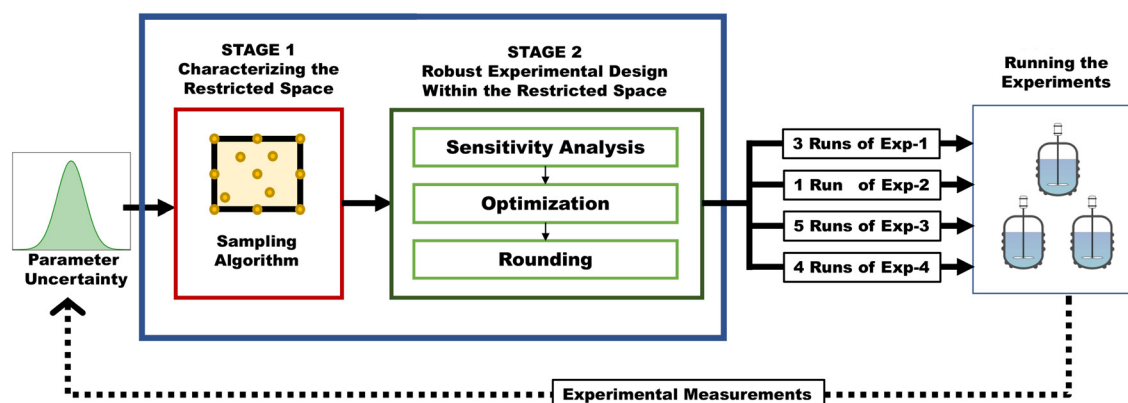 STAGE 1
Characterizing the
Restricted Space
Sampling
Algorithm
STAGE 2
Robust Experimental Design
Within the Restricted Space
Sensitivity Analysis
Optimization
Rounding
Parameter
Uncertainty
3 Runs of Exp-1
1 Run of Exp-2
5 Runs of Exp-3
4 Runs of Exp-4
Running the
Experiments
Experimental Measurements